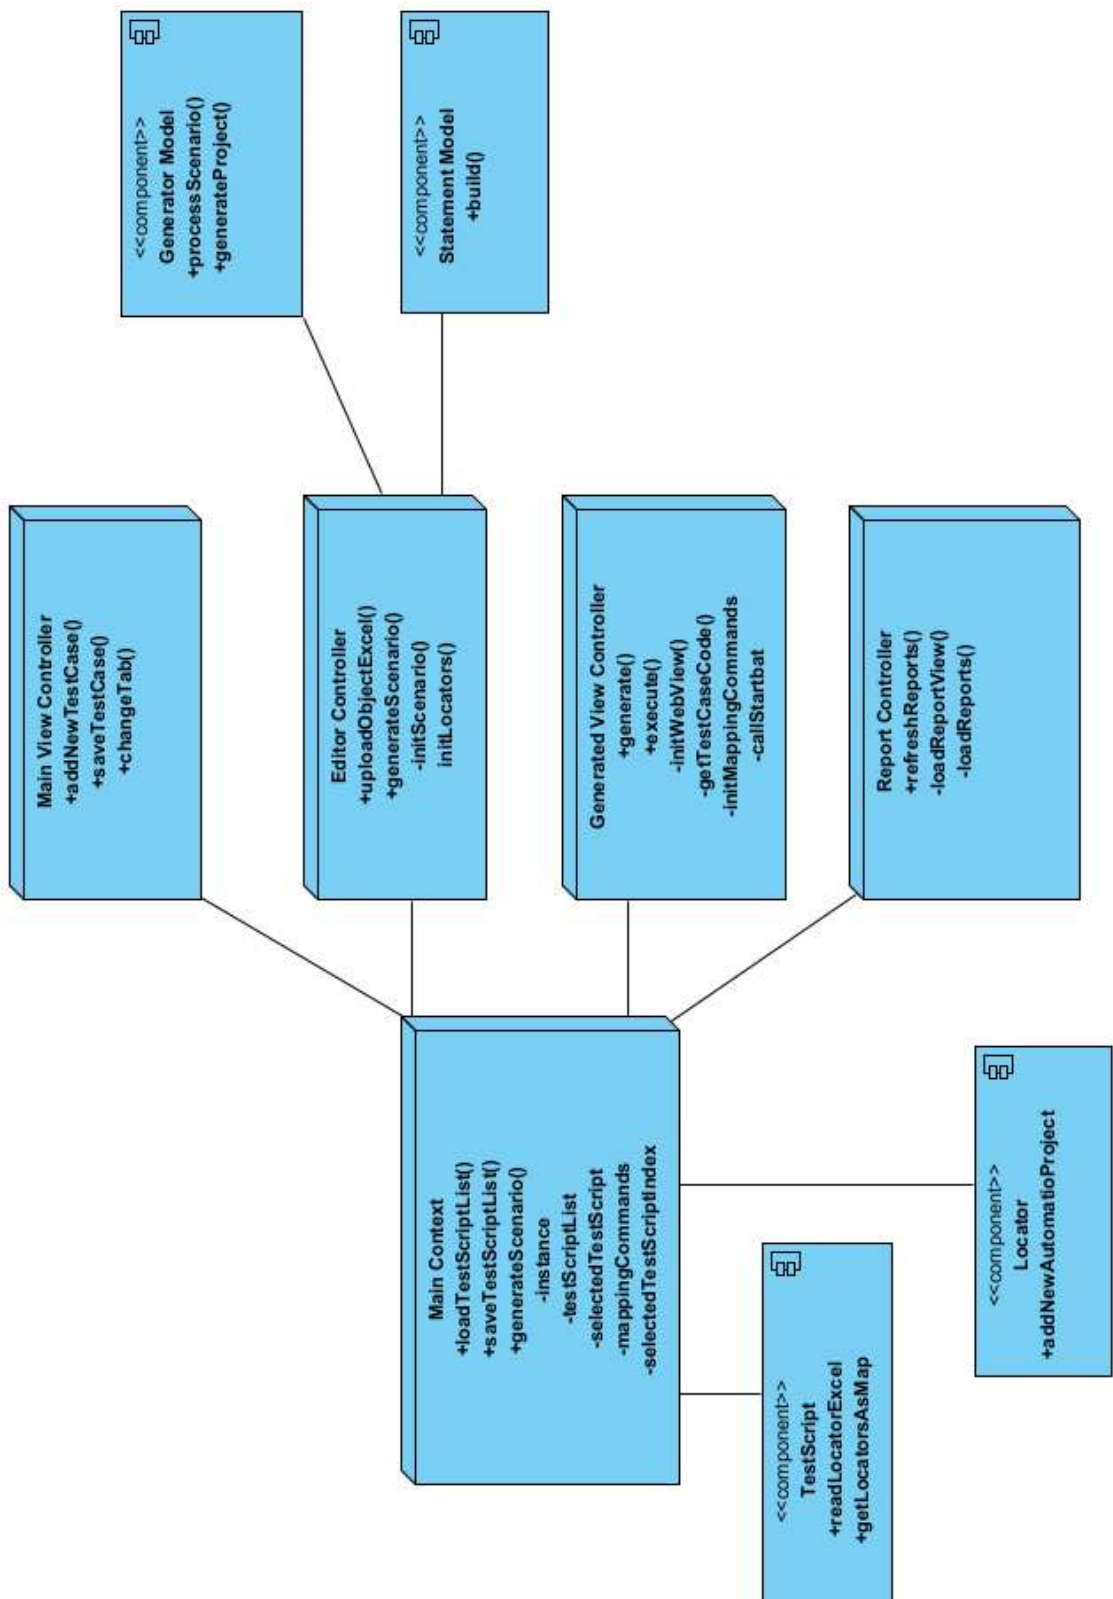 <<component>>
Generator Model
+processScenario()
+generateProject()
<<component>>
Statement Model
+build()
Main View Controller
+addNewTestCase()
+saveTestCase()
+changeTab()
Editor Controller
+uploadObjectExcel()
+generateScenario()
-initScenario()
initLocators()
Generated View Controller
+generate()
+execute()
-initWebView()
-getTestCaseCode()
-initMappingCommands
-callStartbat
Report Controller
+refreshReports()
-loadReportView()
-loadReports()
Main Context
+loadTestScriptList()
+saveTestScriptList()
+generateScenario()
-instance
-testScriptList
-selectedTestScript
-mappingCommands
-selectedTestScriptIndex
<<component>>
TestScript
+readLocatorExcel
+getLocatorsAsMap
<<component>>
Locator
+addNewAutomatioProject